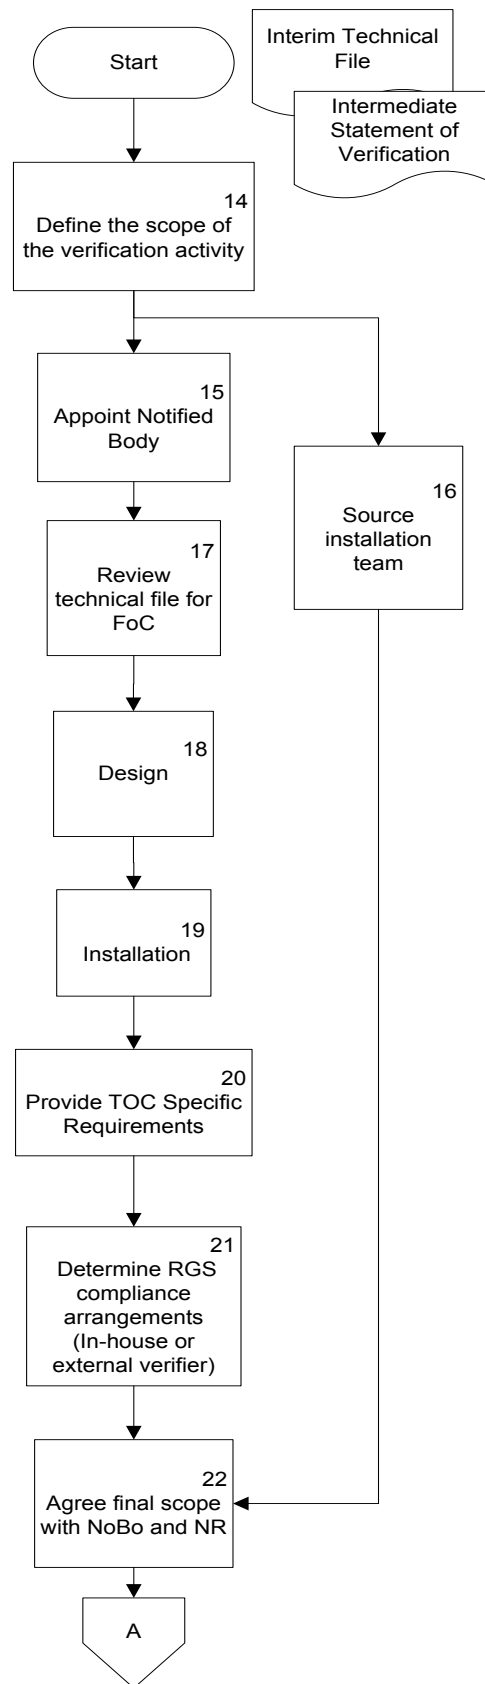 Start
Interim Technical
File
Intermediate
Statement of
Verification
14
Define the scope of
the verification activity
15
Appoint Notified
Body
16
Source
installation
team
17
Review
technical file for
FoC
18
Design
19
Installation
20
Provide TOC Specific
Requirements
21
Determine RGS
compliance
arrangements
(In-house or
external verifier)
22
Agree final scope
with NoBo and NR
A